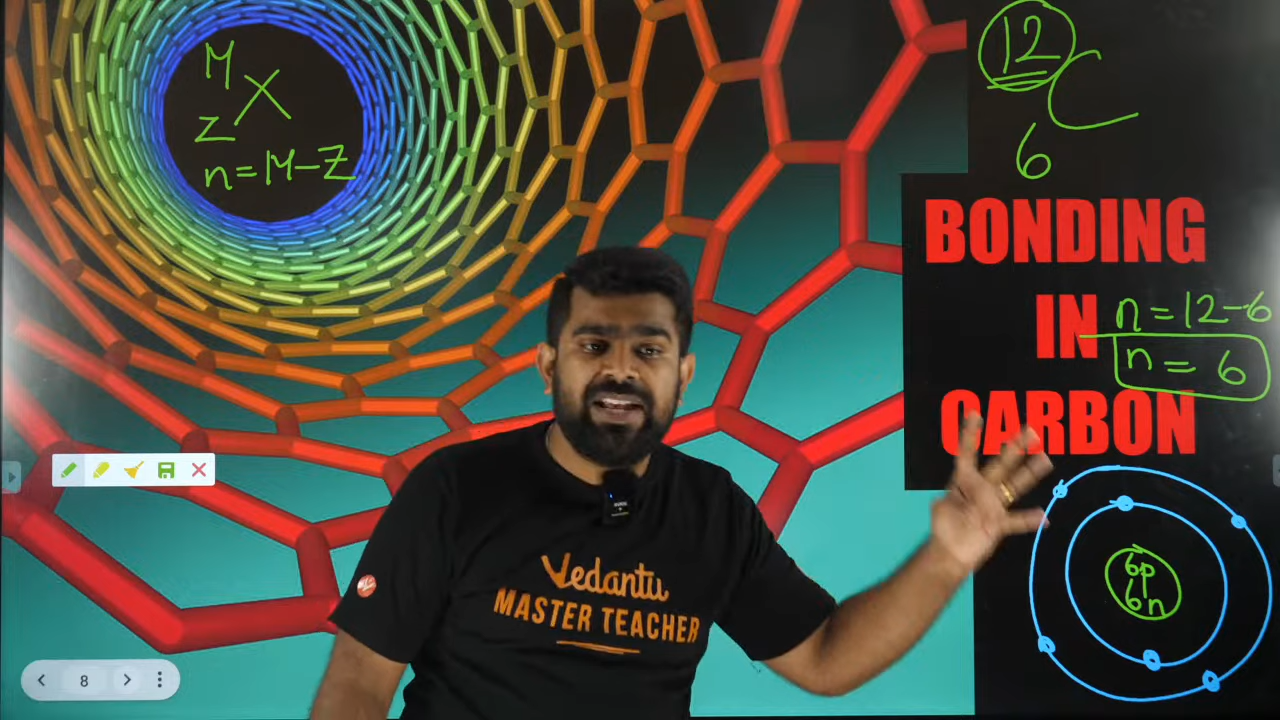 M
X
Z
n=M-Z
12
C
6
BONDING
IN
CARBON
n=12-6
n= 6
6p
6n
Vedantu
MASTER TEACHER
8